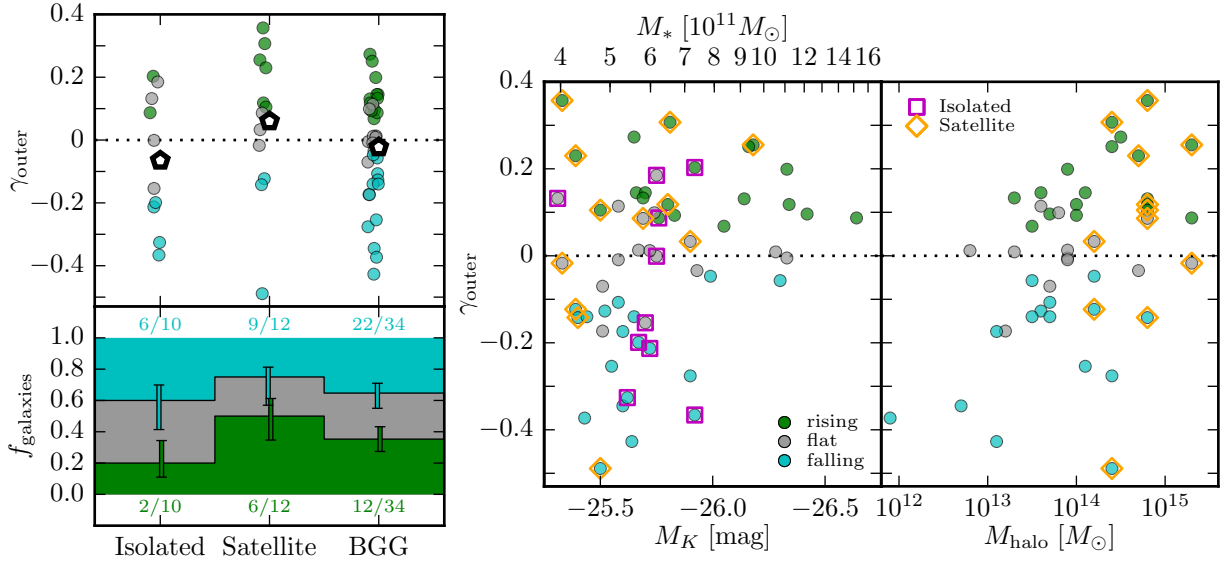 0.4
0.2
0
−0.2
−0.4
γouter
6/10 9/12 22/34
1.0
0.8
0.6
0.4
0.2
0.0
fgalaxies
2/10 6/12 12/34
Isolated Satellite BGG
M* [10¹¹M⊙]
4 5 6 7 8 9 10 12 14 16
0.4
0.2
0
−0.2
−0.4
γouter
rising
flat
falling
−25.5 −26.0 −26.5
MK [mag]
Isolated
Satellite
10¹² 10¹³ 10¹⁴ 10¹⁵
Mhalo [M⊙]